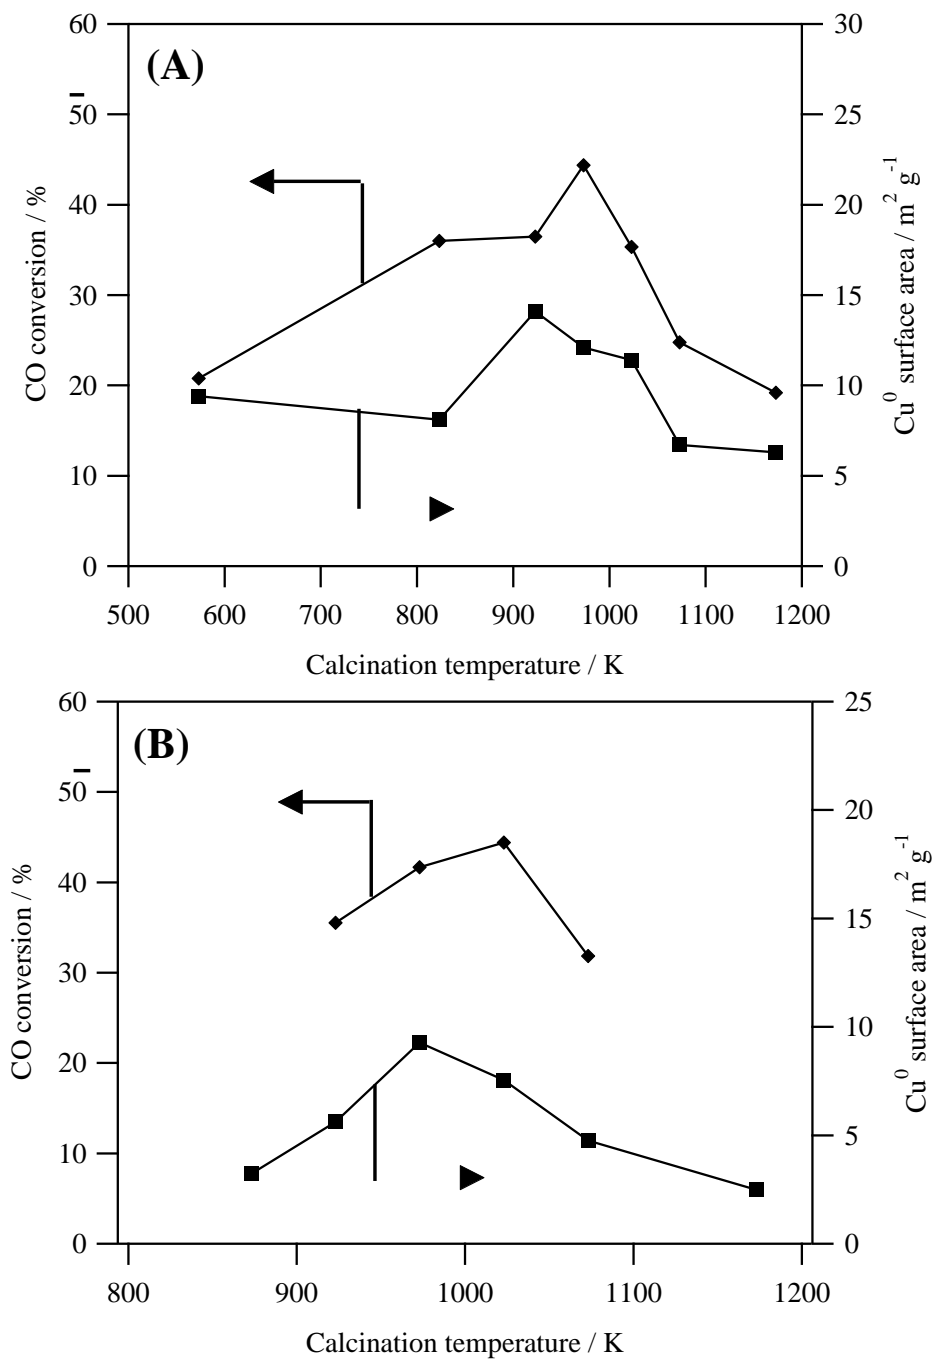 (A)
60
50
40
30
20
10
0
CO conversion / %
30
25
20
15
10
5
0
Cu⁰ surface area / m² g⁻¹
500 600 700 800 900 1000 1100 1200
Calcination temperature / K
(B)
60
50
40
30
20
10
0
CO conversion / %
25
20
15
10
5
0
Cu⁰ surface area / m² g⁻¹
800 900 1000 1100 1200
Calcination temperature / K